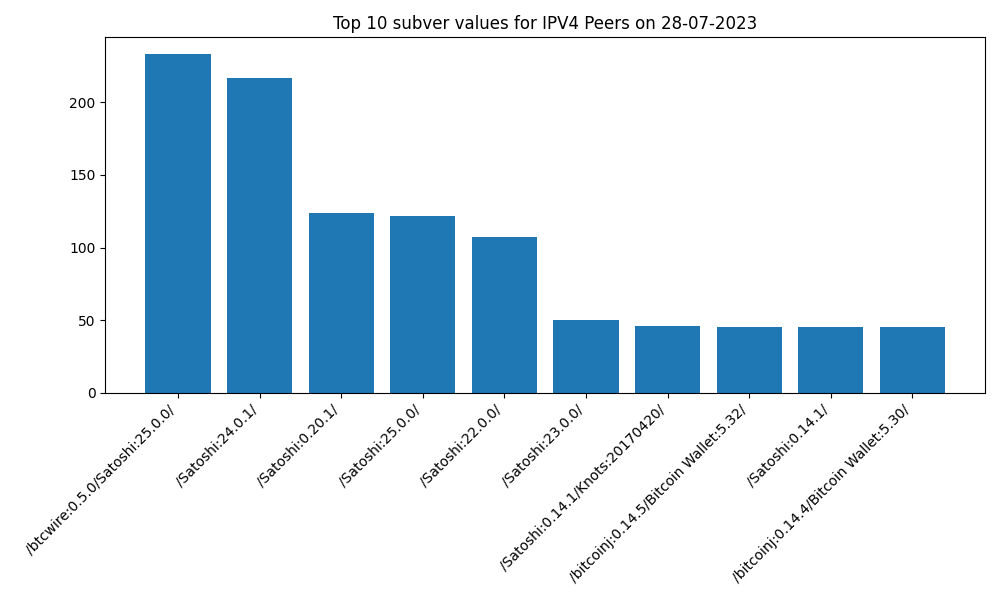 Top 10 subver values for IPV4 Peers on 28-07-2023
200
150
100
50
0
/btcwire:0.5.0/Satoshi:25.0.0/
/Satoshi:24.0.1/
/Satoshi:0.20.1/
/Satoshi:25.0.0/
/Satoshi:22.0.0/
/Satoshi:23.0.0/
/Satoshi:0.14.1/Knots:20170420/
/bitcoinj:0.14.5/Bitcoin Wallet:5.32/
/Satoshi:0.14.1/
/bitcoinj:0.14.4/Bitcoin Wallet:5.30/